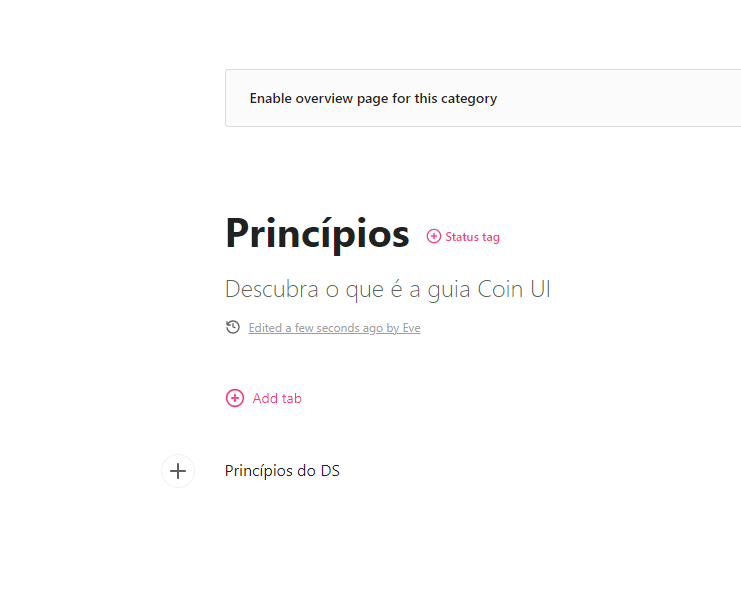 Enable overview page for this category
Princípios
Status tag
Descubra o que é a guia Coin UI
Edited a few seconds ago by Eve
Add tab
Princípios do DS